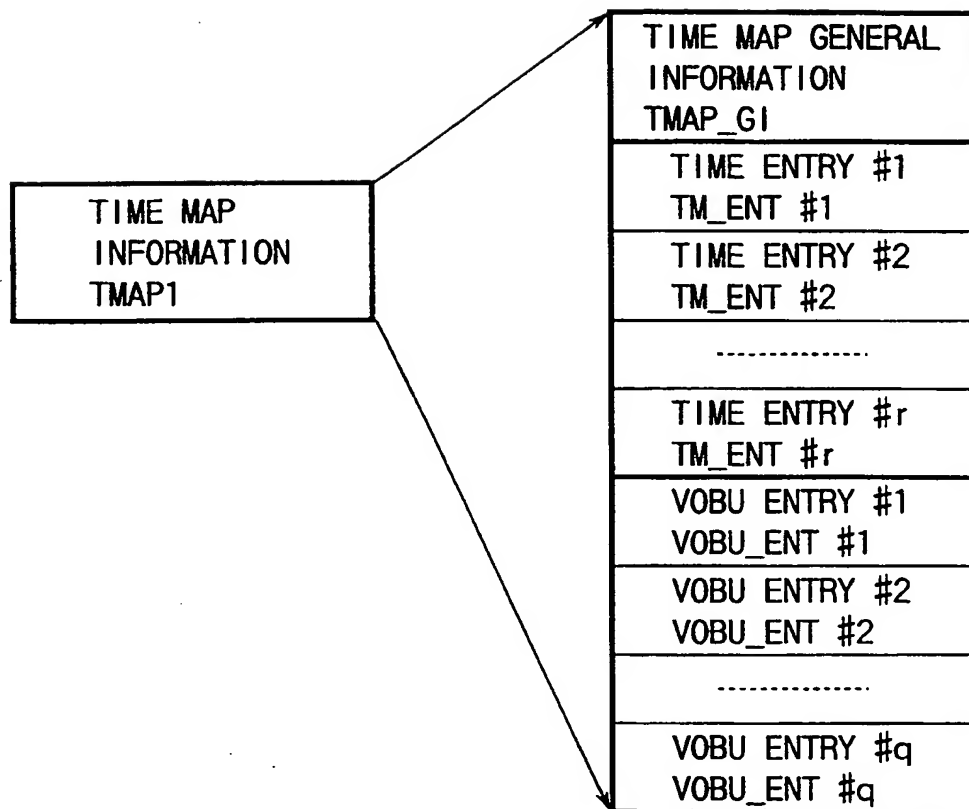 TIME MAP
INFORMATION
TMAP1
TIME MAP GENERAL
INFORMATION
TMAP_GI
TIME ENTRY #1
TM_ENT #1
TIME ENTRY #2
TM_ENT #2
TIME ENTRY #r
TM_ENT #r
VOBU ENTRY #1
VOBU_ENT #1
VOBU ENTRY #2
VOBU_ENT #2
VOBU ENTRY #q
VOBU_ENT #q